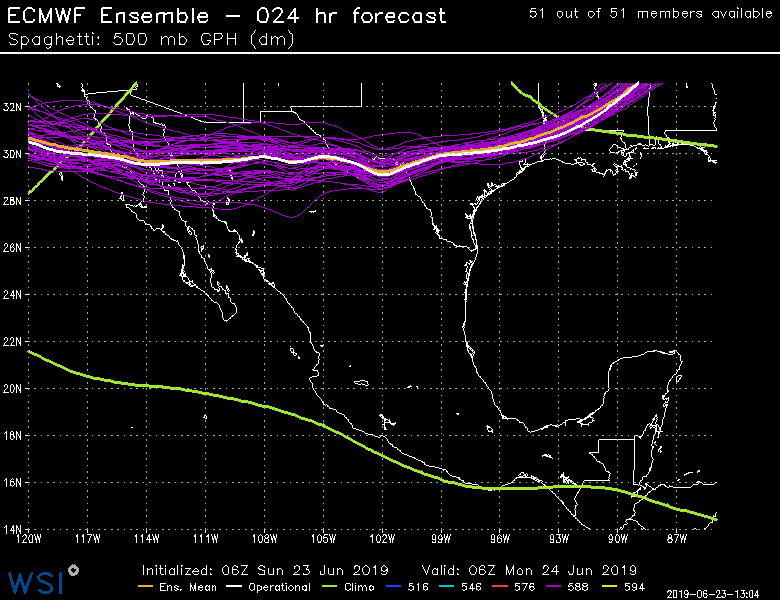 ECMWF Ensemble – 024 hr forecast
51 out of 51 members available
Spaghetti: 500 mb GPH (dm)
32N
30N
28N
26N
24N
22N
20N
18N
16N
14N
120W 117W 114W 111W 108W 105W 102W 99W 96W 93W 90W 87W
Initialized: 06Z Sun 23 Jun 2019 Valid: 06Z Mon 24 Jun 2019
WSI
Ens. Mean Operational Climo 516 546 576 588 594
2019-06-23-13:04